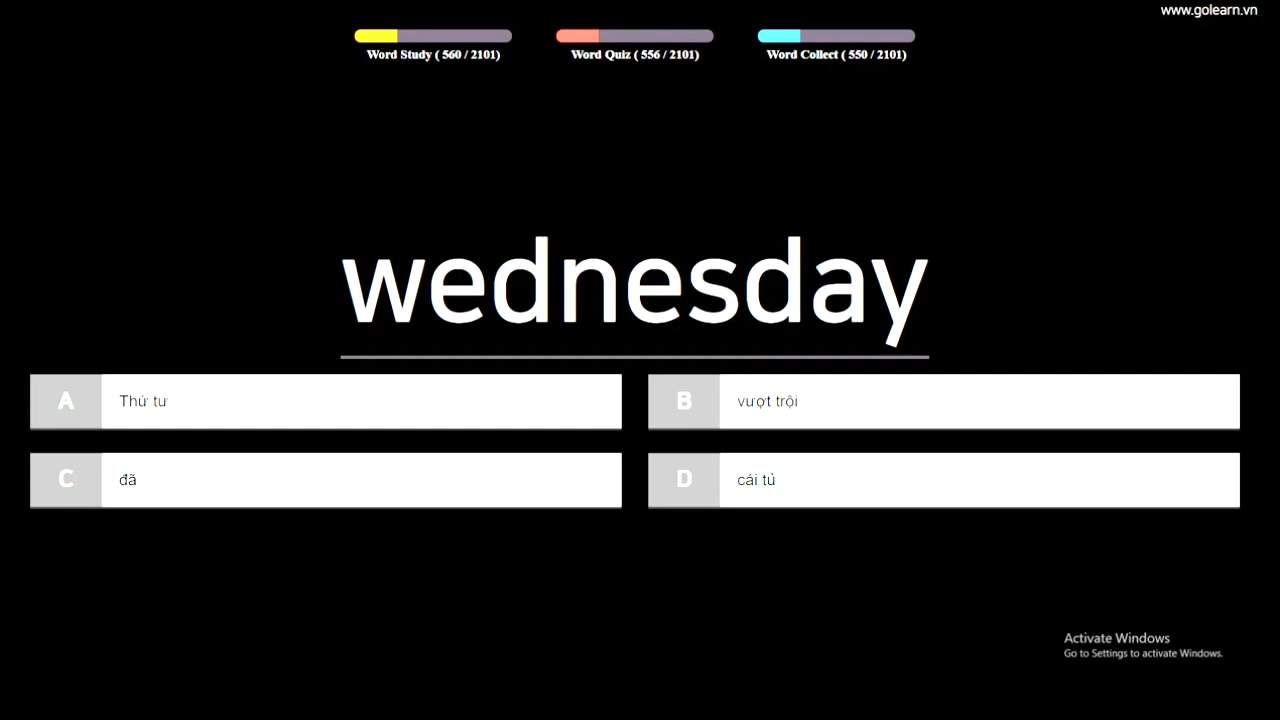 www.golearn.vn
Word Study ( 560 / 2101)
Word Quiz ( 556 / 2101)
Word Collect ( 550 / 2101)
wednesday
A Thứ tư
B vượt trội
C đã
D cái tủ
Activate Windows
Go to Settings to activate Windows.